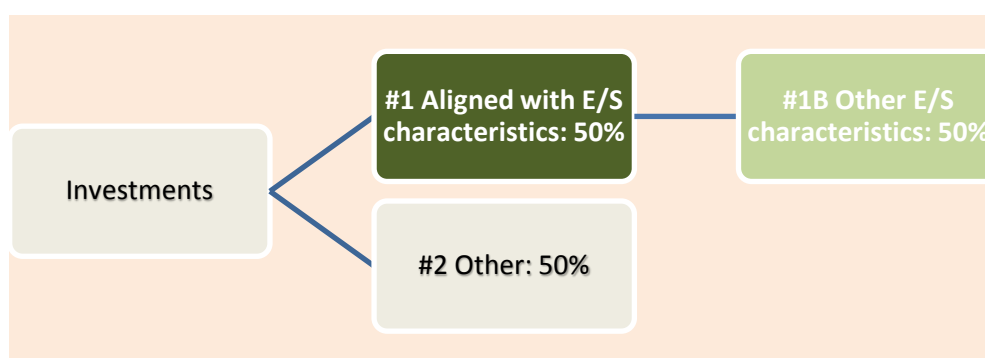 #1 Aligned with E/S
characteristics: 50%
#1B Other E/S
characteristics: 50%
Investments
#2 Other: 50%